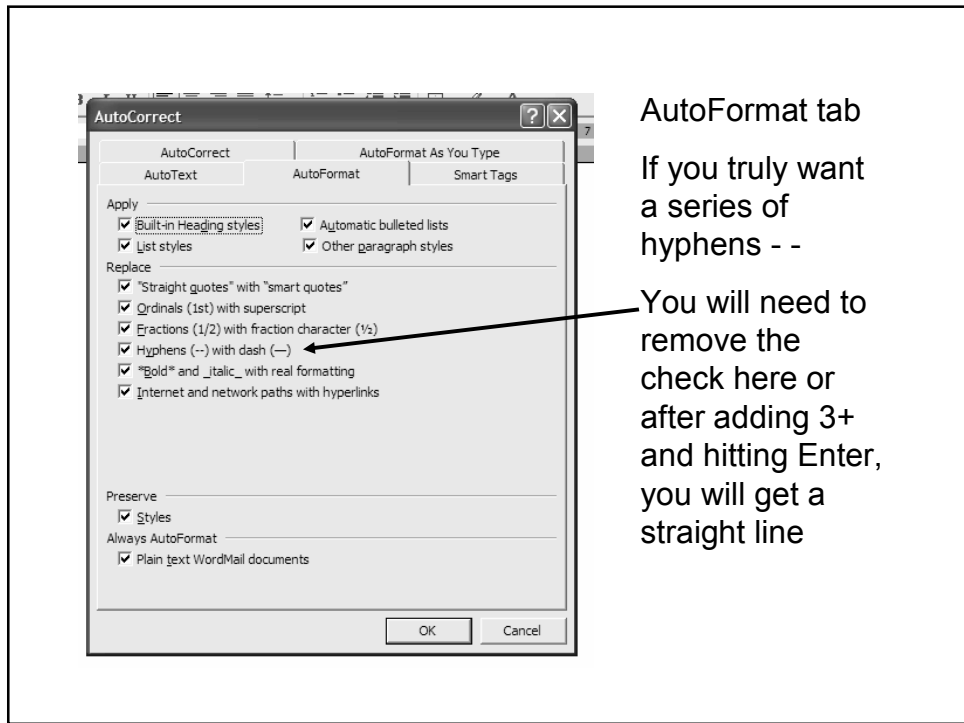 AutoCorrect
7
AutoCorrect
AutoFormat As You Type
AutoText
AutoFormat
Smart Tags
Apply
Built-in Heading styles
Automatic bulleted lists
List styles
Other paragraph styles
Replace
"Straight quotes" with “smart quotes”
Ordinals (1st) with superscript
Fractions (1/2) with fraction character (½)
Hyphens (--) with dash (—)
*Bold* and _italic_ with real formatting
Internet and network paths with hyperlinks
Preserve
Styles
Always AutoFormat
Plain text WordMail documents
OK
Cancel
AutoFormat tab
If you truly want
a series of
hyphens - -
You will need to
remove the
check here or
after adding 3+
and hitting Enter,
you will get a
straight line